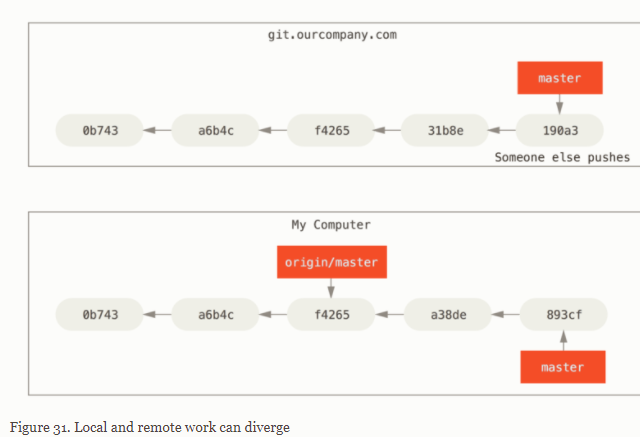 git.ourcompany.com
master
0b743 a6b4c f4265 31b8e 190a3
Someone else pushes
My Computer
origin/master
0b743 a6b4c f4265 a38de 893cf
master
Figure 31. Local and remote work can diverge